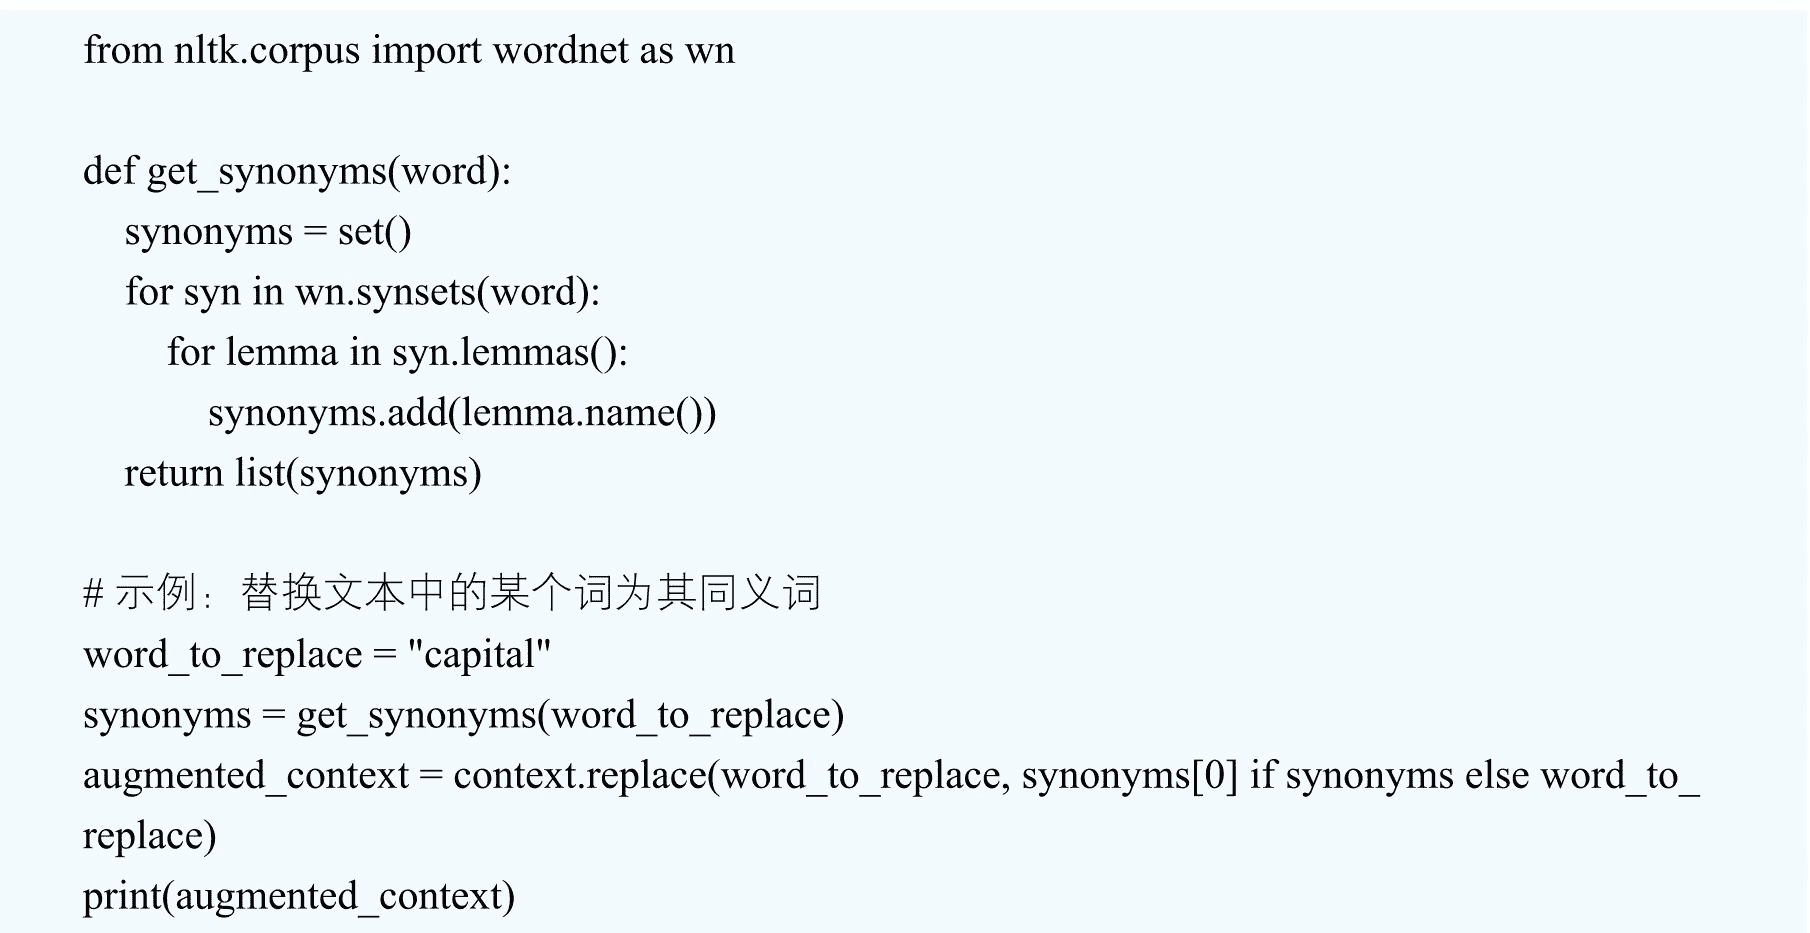 from nltk.corpus import wordnet as wn
def get_synonyms(word):
    synonyms = set()
    for syn in wn.synsets(word):
        for lemma in syn.lemmas():
            synonyms.add(lemma.name())
    return list(synonyms)
# 示例：替换文本中的某个词为其同义词
word_to_replace = "capital"
synonyms = get_synonyms(word_to_replace)
augmented_context = context.replace(word_to_replace, synonyms[0] if synonyms else word_to_
replace)
print(augmented_context)